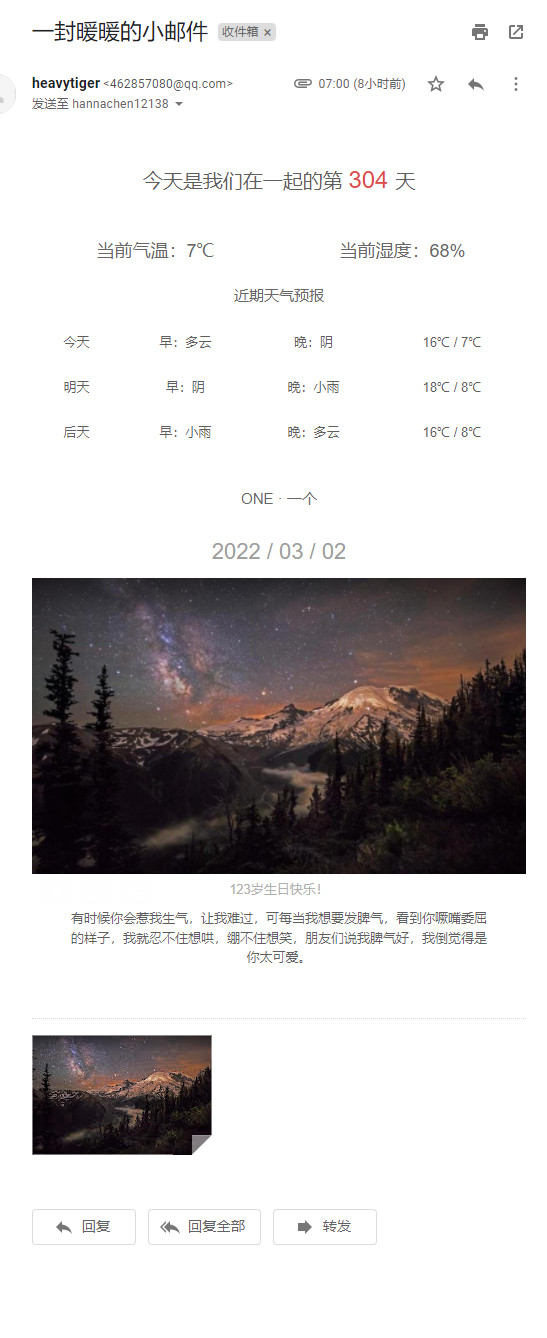 一封暖暖的小邮件 收件箱 ×
heavytiger <462857080@qq.com> 07:00 (8小时前)
发送至 hannachen12138
今天是我们在一起的第 304 天
当前气温：7℃ 当前湿度：68%
近期天气预报
今天 早：多云 晚：阴 16℃ / 7℃
明天 早：阴 晚：小雨 18℃ / 8℃
后天 早：小雨 晚：多云 16℃ / 8℃
ONE · 一个
2022 / 03 / 02
123岁生日快乐！
有时候你会惹我生气，让我难过，可每当我想要发脾气，看到你噘嘴委屈
的样子，我就忍不住想哄，绷不住想笑，朋友们说我脾气好，我倒觉得是
你太可爱。
回复 回复全部 转发